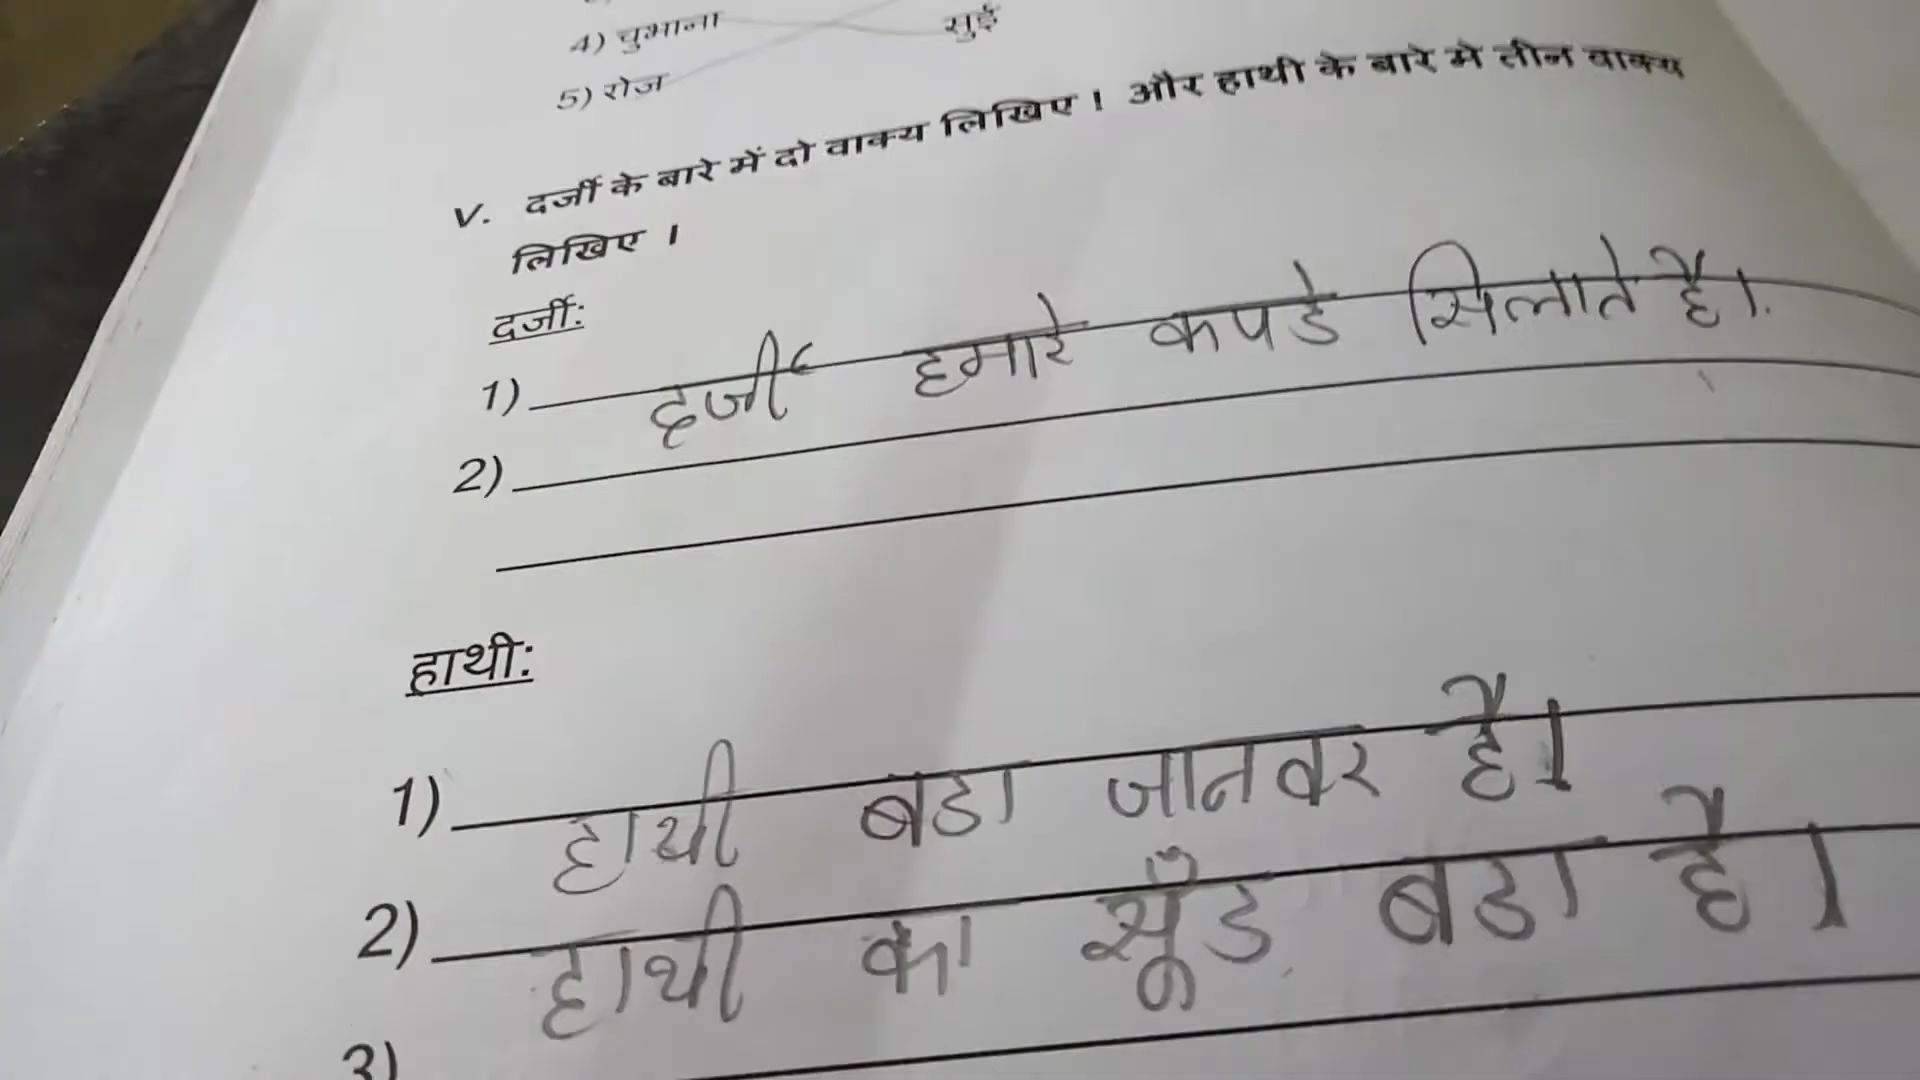 4) चुभाना सुई
5) रोज
V. दर्जी के बारे में दो वाक्य लिखिए । और हाथी के बारे मे तीन वाक्य
लिखिए ।
दर्जी:
1) दर्जी हमारे कपडे सिलाते है।
2)
हाथी:
1) हाथी बडा जानवर है।
2) हाथी का सूँड बडा है।
3)